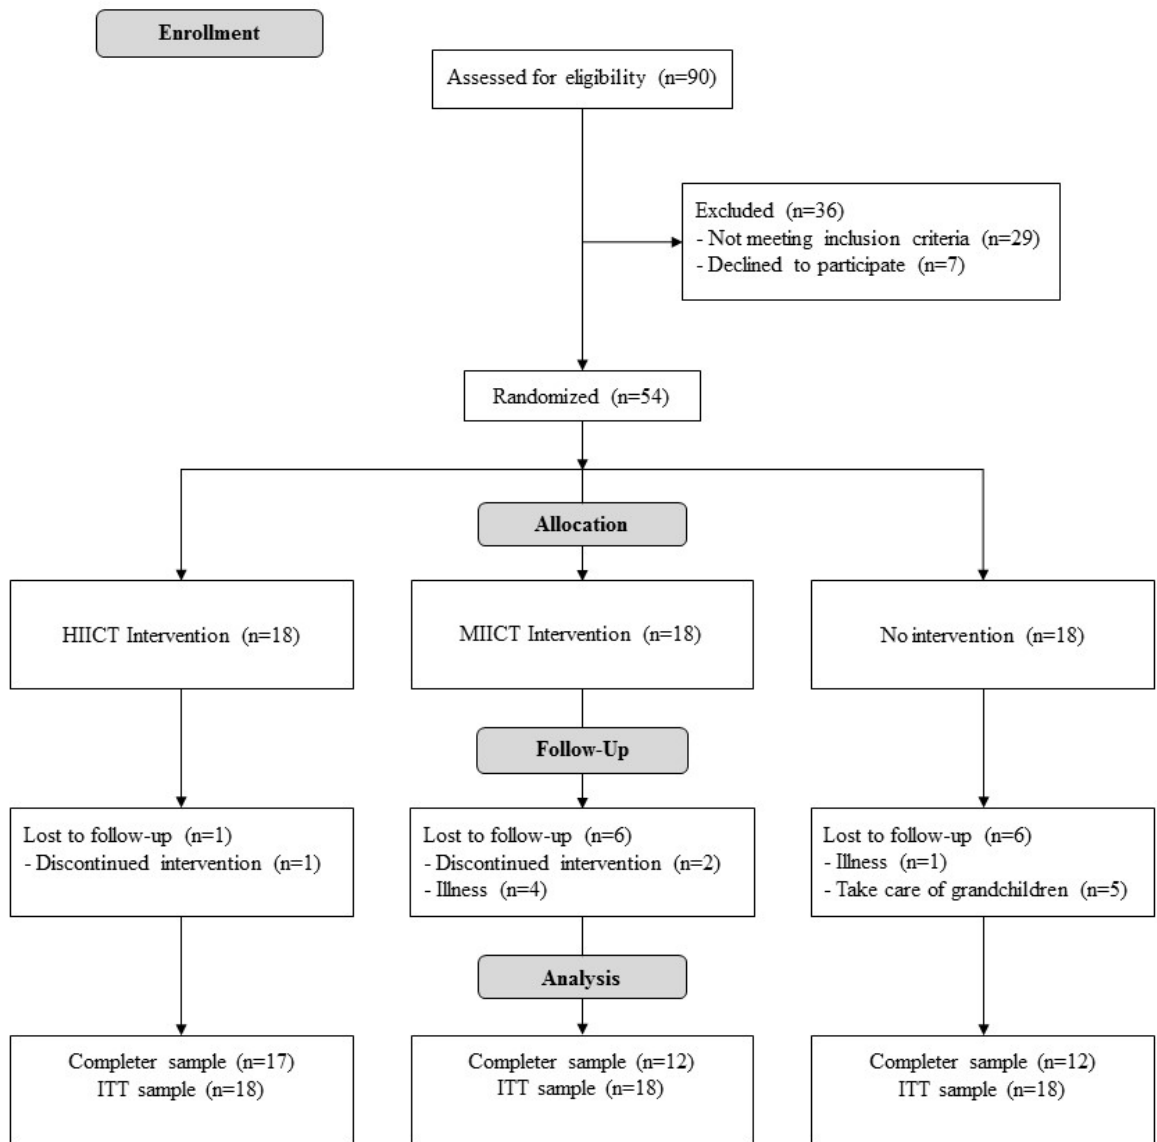 Enrollment
Assessed for eligibility (n=90)
Excluded (n=36)
- Not meeting inclusion criteria (n=29)
- Declined to participate (n=7)
Randomized (n=54)
Allocation
HIICT Intervention (n=18)
MIICT Intervention (n=18)
No intervention (n=18)
Follow-Up
Lost to follow-up (n=1)
- Discontinued intervention (n=1)
Lost to follow-up (n=6)
- Discontinued intervention (n=2)
- Illness (n=4)
Lost to follow-up (n=6)
- Illness (n=1)
- Take care of grandchildren (n=5)
Analysis
Completer sample (n=17)
ITT sample (n=18)
Completer sample (n=12)
ITT sample (n=18)
Completer sample (n=12)
ITT sample (n=18)